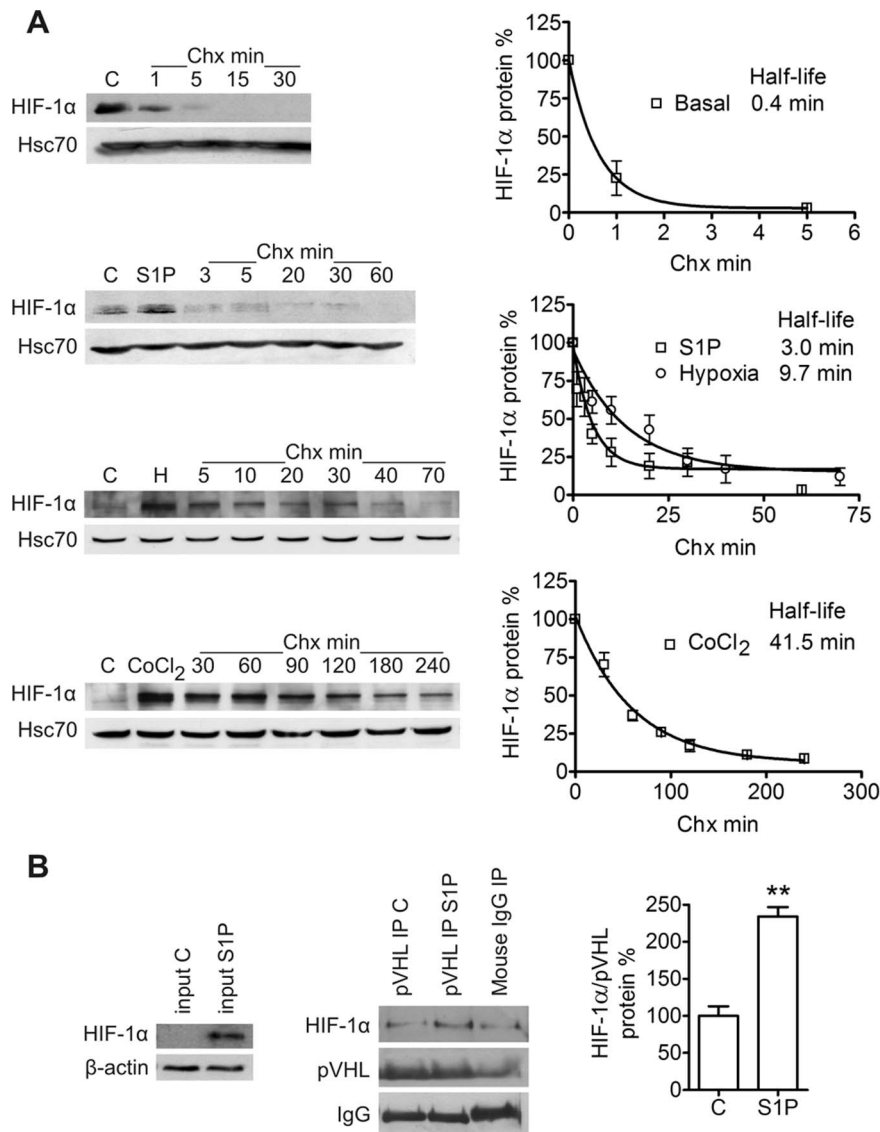 A
Chx min
C 1 5 15 30
HIF-1α
Hsc70
HIF-1α protein %
125
100
75
50
25
0
0 1 2 3 4 5 6
Chx min
Half-life
Basal 0.4 min
Chx min
C S1P 3 5 20 30 60
HIF-1α
Hsc70
HIF-1α protein %
125
100
75
50
25
0
0 25 50 75
Chx min
Half-life
S1P 3.0 min
Hypoxia 9.7 min
Chx min
C H 5 10 20 30 40 70
HIF-1α
Hsc70
Chx min
C CoCl₂ 30 60 90 120 180 240
HIF-1α
Hsc70
HIF-1α protein %
125
100
75
50
25
0
0 100 200 300
Chx min
Half-life
CoCl₂ 41.5 min
B
input C
input S1P
HIF-1α
β-actin
pVHL IP C
pVHL IP S1P
Mouse IgG IP
HIF-1α
pVHL
IgG
HIF-1α/pVHL
protein %
250
200
150
100
50
0
**
C S1P